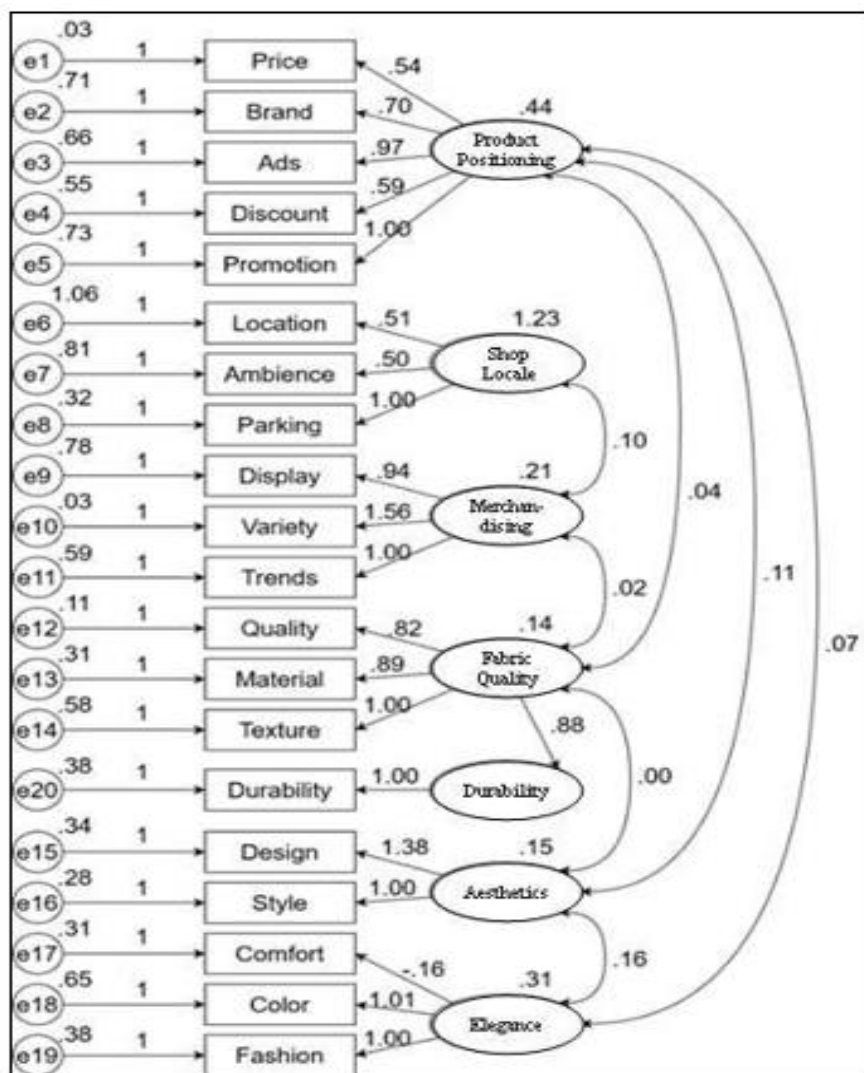 .03
e1 1 Price .54
.71
e2 1 Brand .70 .44
Product
Positioning
.66
e3 1 Ads .97
.55
e4 1 Discount .59
.73
e5 1 Promotion 1.00
1.06
e6 1 Location .51 1.23
Shop
Locale
.81
e7 1 Ambience .50
.32
e8 1 Parking 1.00
.10
.78
e9 1 Display .94 .21
Merchan-
dising
.04
.03
e10 1 Variety 1.56
.59
e11 1 Trends 1.00
.02
.11
.11
e12 1 Quality .82 .14
Fabric
Quality
.07
.31
e13 1 Material .89
.58
e14 1 Texture 1.00
.88
.38
e20 1 Durability 1.00 Durability
.00
.34
e15 1 Design 1.38 .15
Aesthetics
.28
e16 1 Style 1.00
.31
e17 1 Comfort -.16 .16
.65
e18 1 Color 1.01 .31
Elegance
.38
e19 1 Fashion 1.00